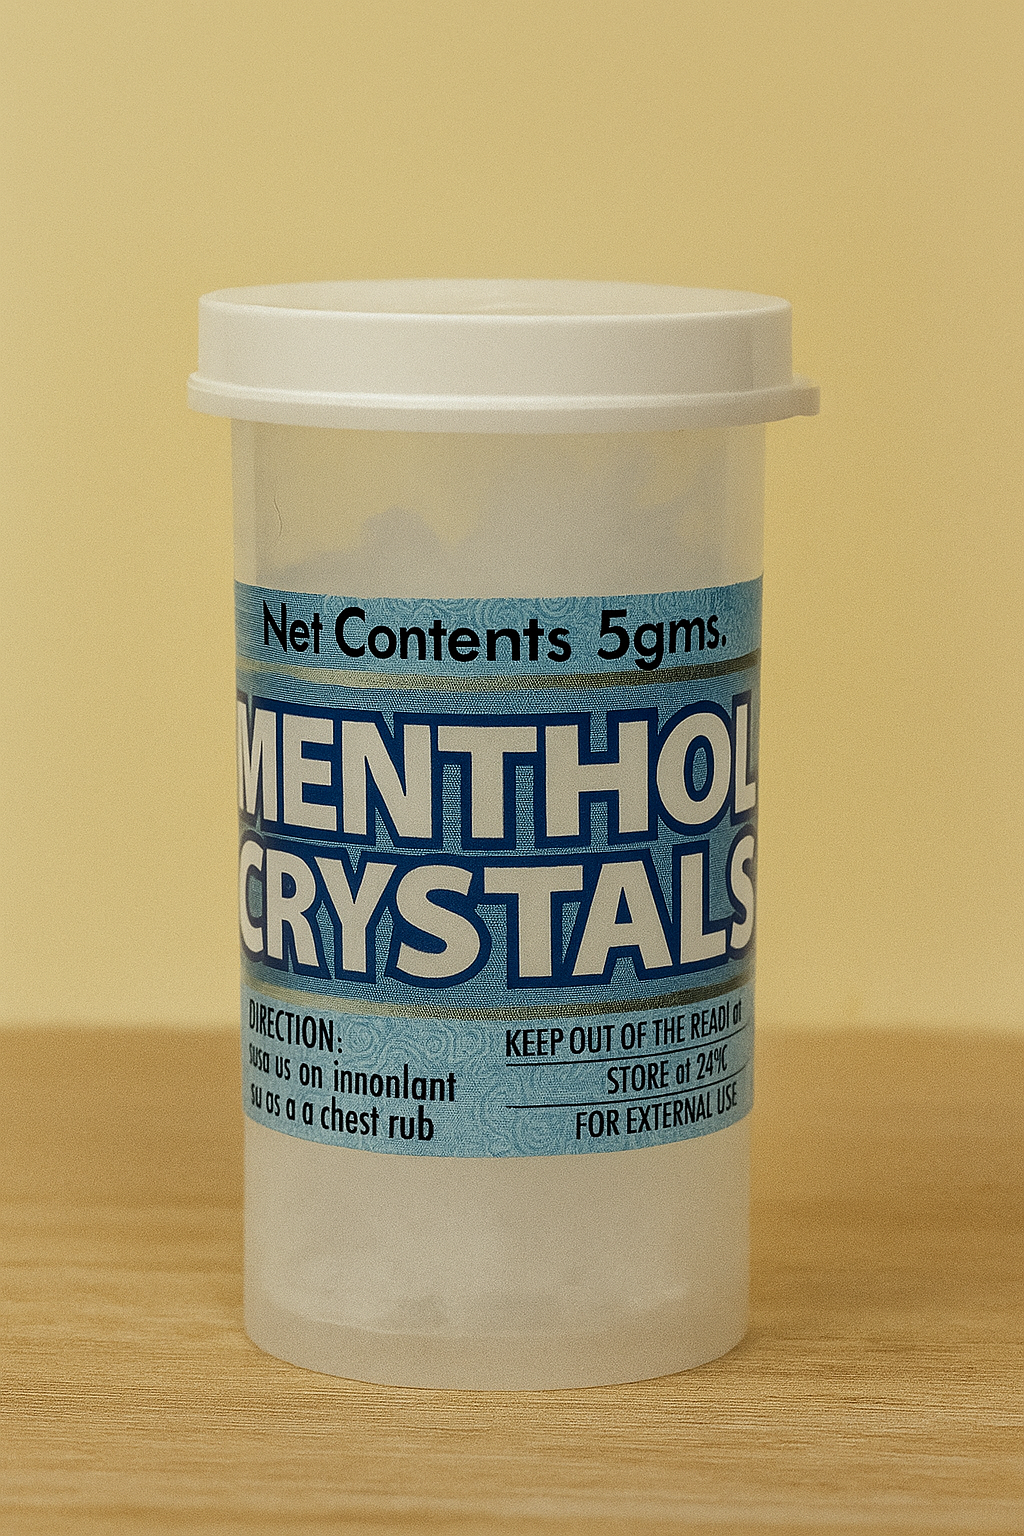 Net Contents 5gms.
MENTHOL
CRYSTALS
DIRECTION:
susa us on innonlant
su as a a chest rub
KEEP OUT OF THE READI at
STORE at 24°C
FOR EXTERNAL USE